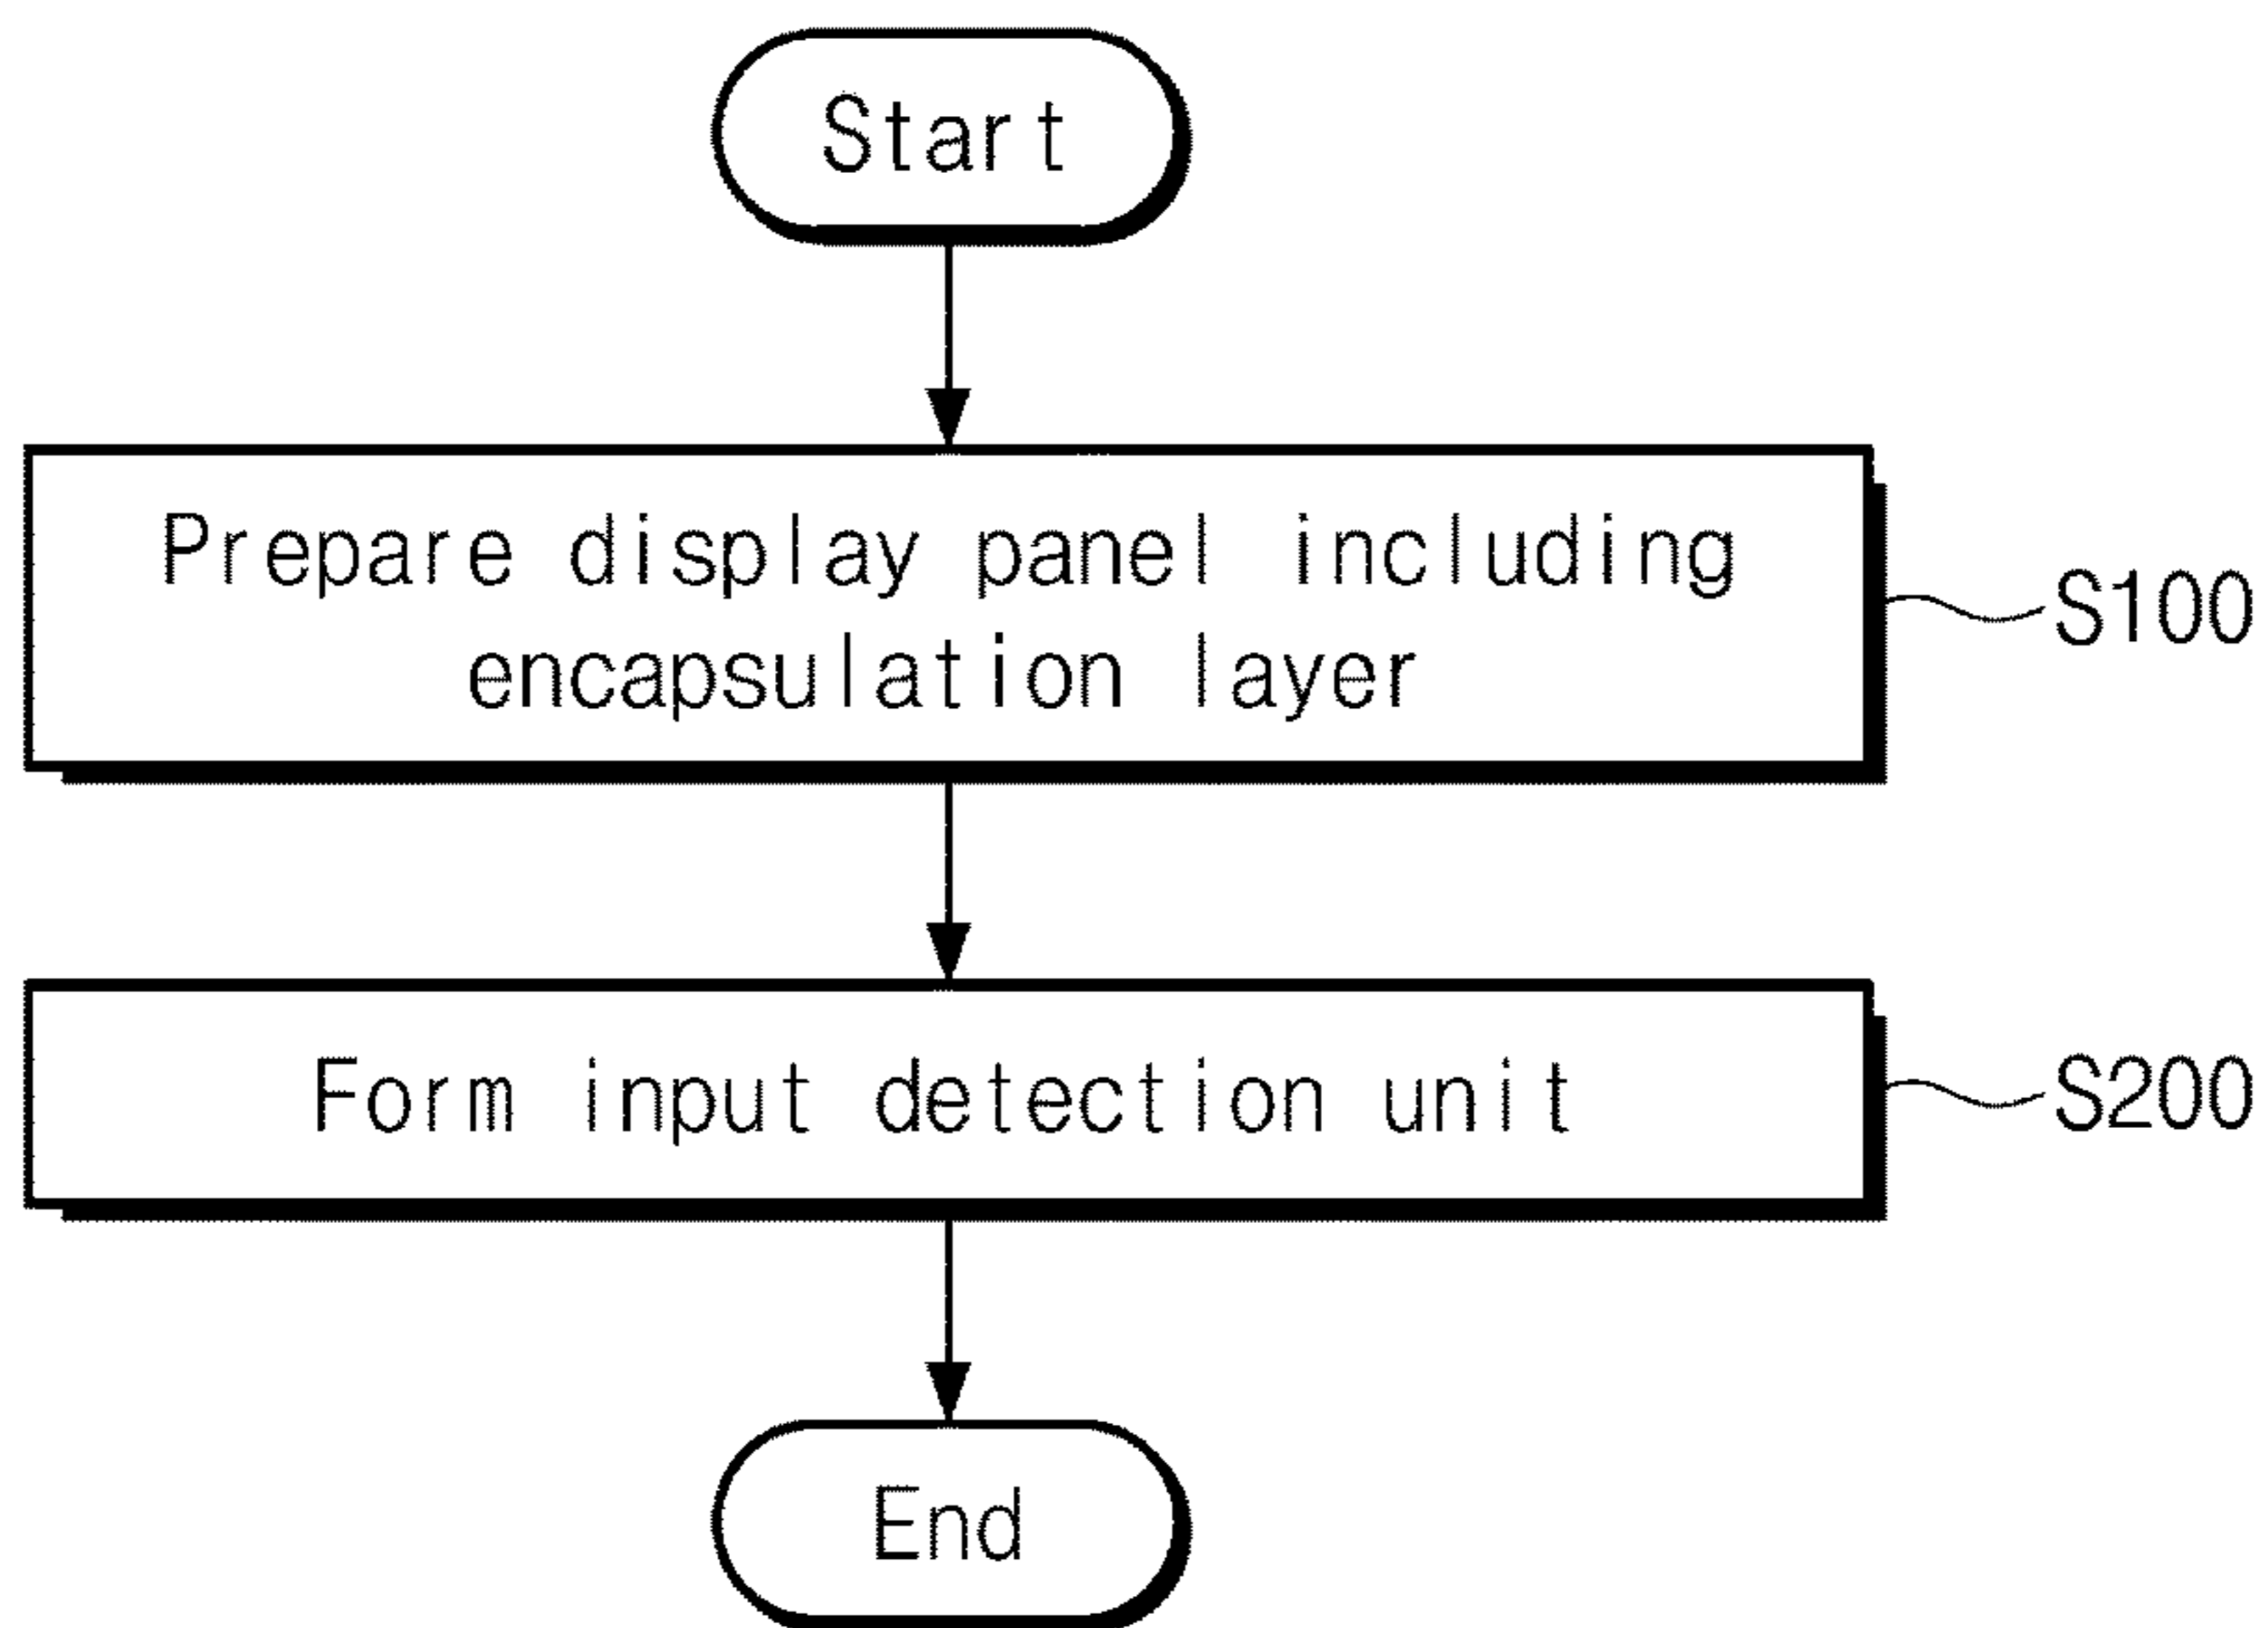 Start
Prepare display panel including
encapsulation layer
S100
Form input detection unit
S200
End